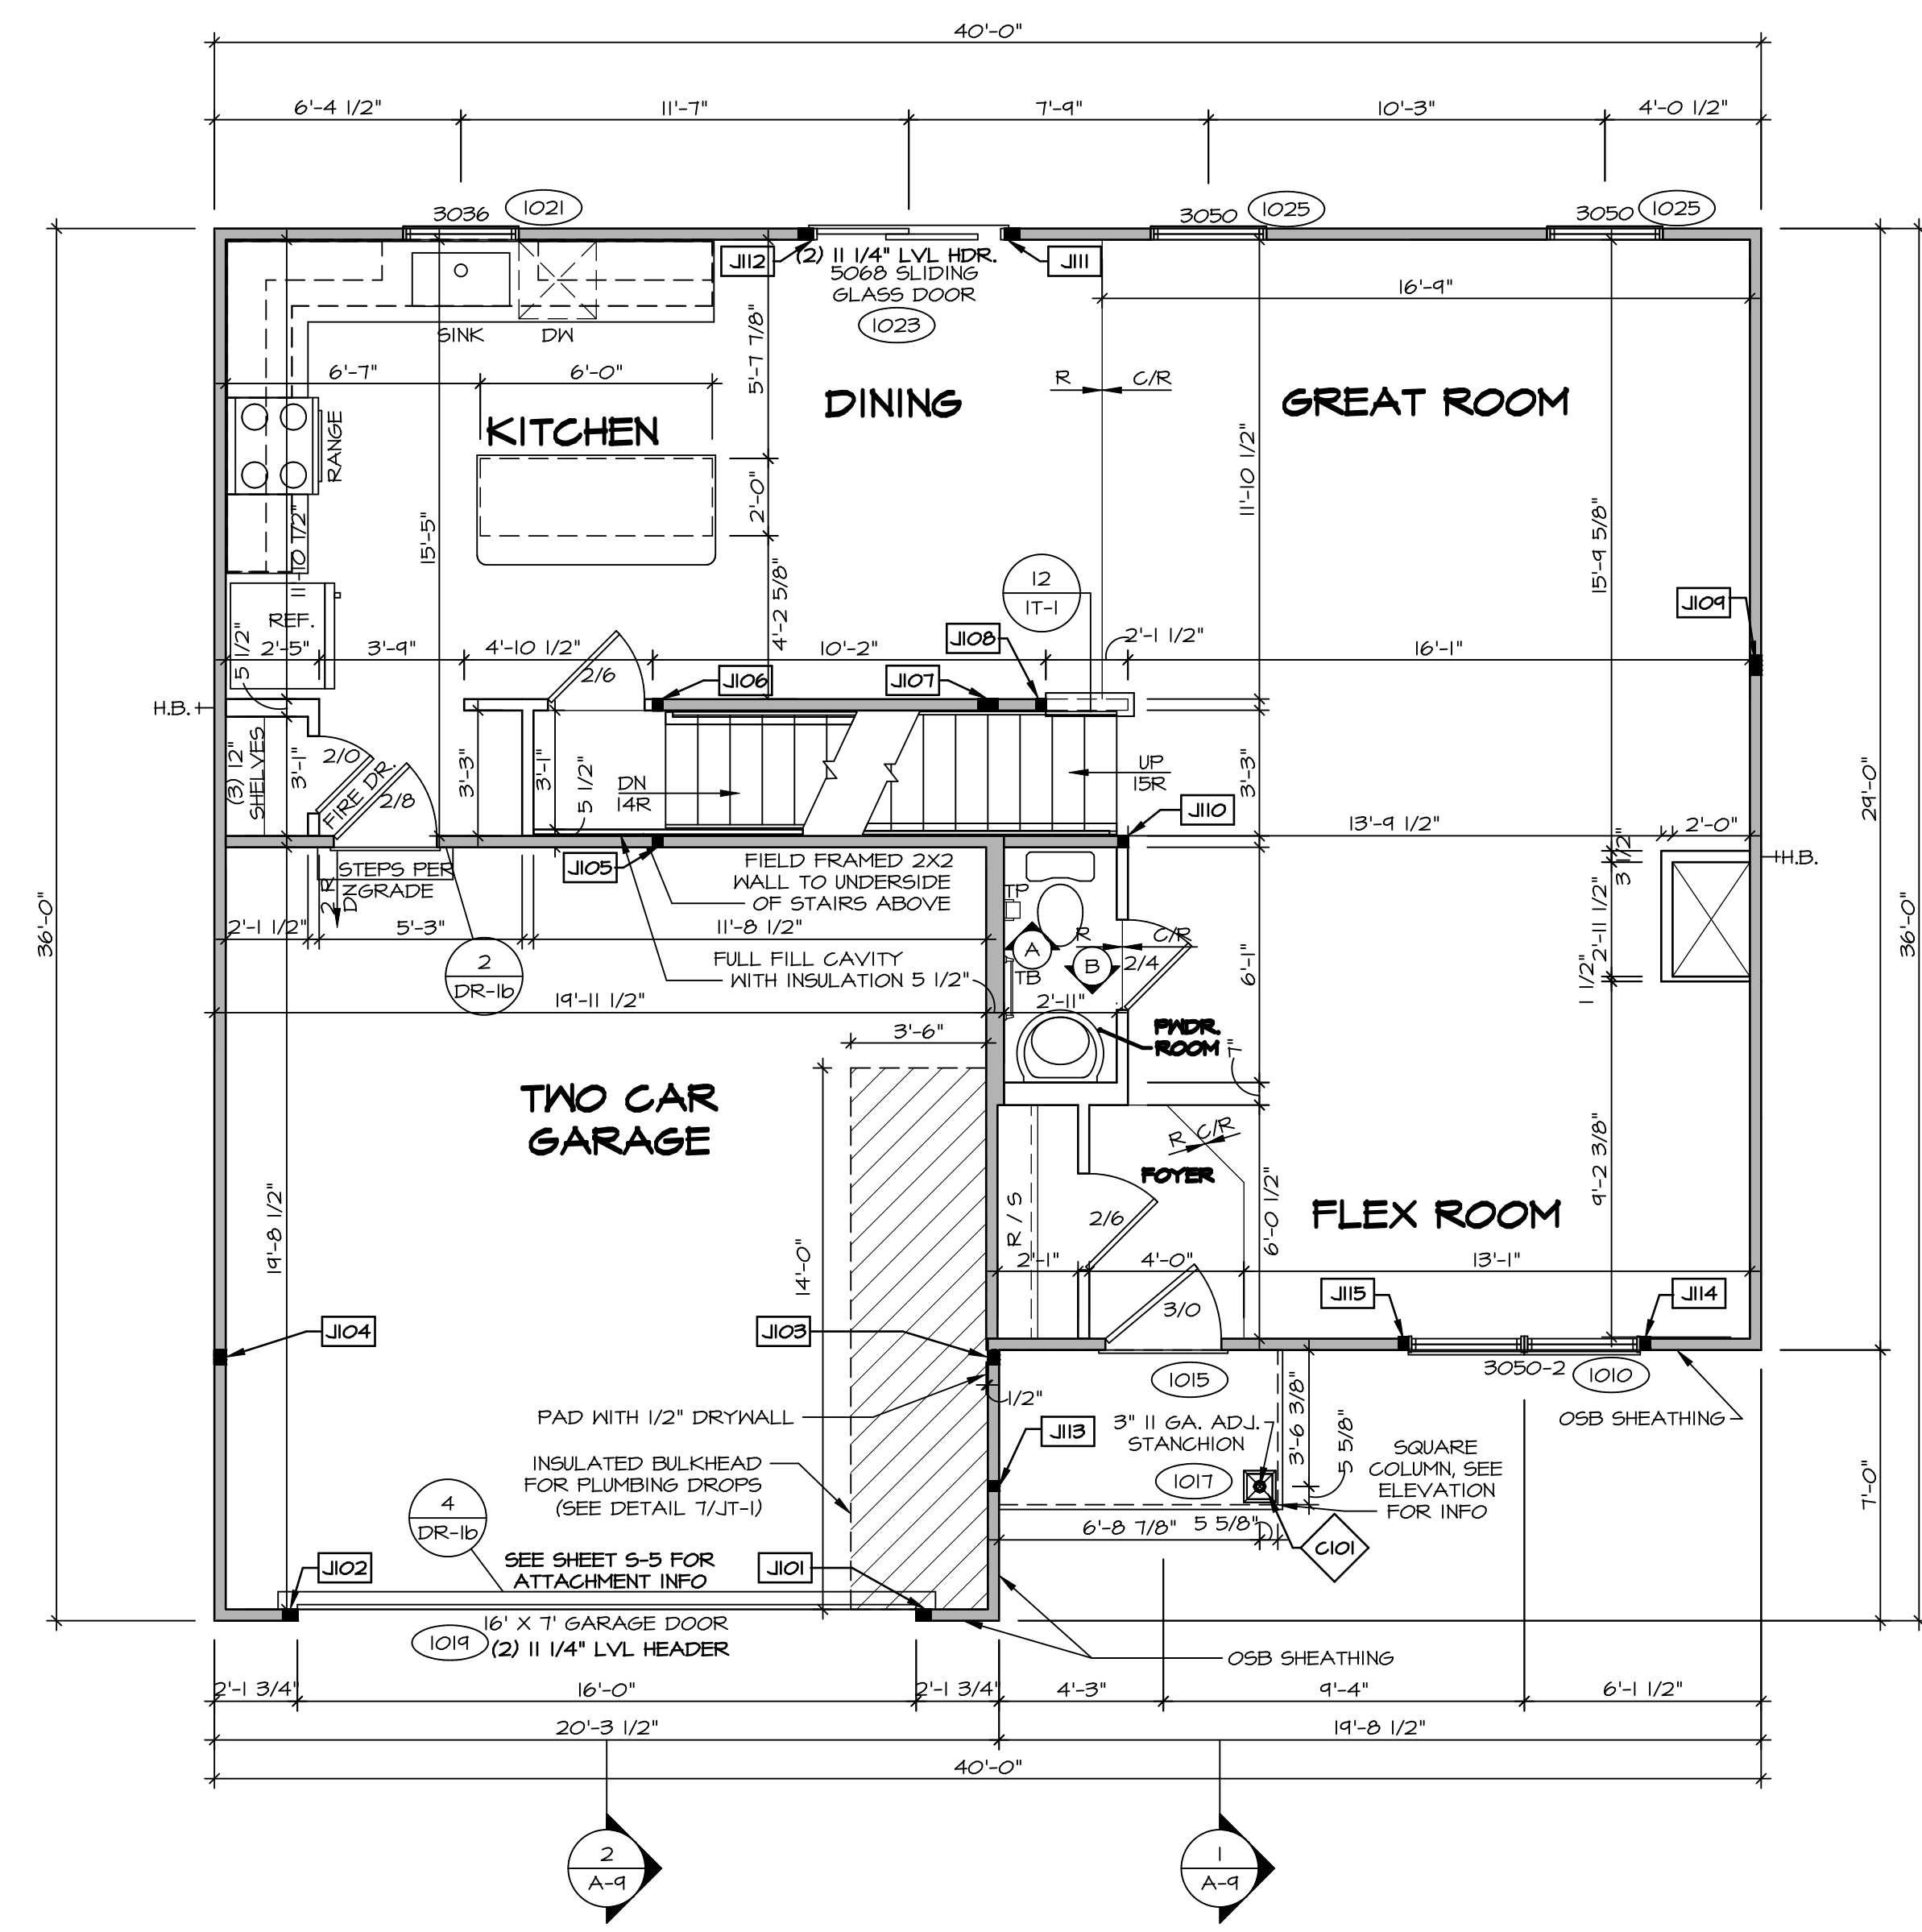 40'-0"
6'-4 1/2" 11'-7" 7'-9" 10'-3" 4'-0 1/2"
3036 1021 3050 1025 3050 1025
J112 (2) 11 1/4" LVL HDR. J111
5068 SLIDING
GLASS DOOR
1023
16'-9"
SINK DW
5'-7 7/8"
6'-7" 6'-0"
R C/R
KITCHEN DINING GREAT ROOM
RANGE
11'-10 1/2"
15'-5"
2'-0"
4'-2 5/8"
11'-10 1/2"
15'-9 5/8"
12
1T-1
J109
REF.
5 1/2"
2'-5" 3'-9" 4'-10 1/2" 10'-2" 2'-1 1/2" 16'-1"
J108
2/6
J106 J107
H.B.
(3) 12"
SHELVES
3'-1"
2/0
FIRE DR.
2/8
3'-3"
3'-1"
5 1/2"
DN
14R
UP
15R
3'-3"
J110
13'-9 1/2" 2'-0"
3 1/2"
H.B.
29'-0"
36'-0"
36'-0"
STEPS PER
GRADE
2 R
DN
J105
FIELD FRAMED 2X2
WALL TO UNDERSIDE
OF STAIRS ABOVE
TP
2'-1 1/2" 5'-3" 11'-8 1/2"
A
R C/R
B
2/4
TB
6'-1"
2'-11 1/2"
1 1/2"
2
DR-1b
FULL FILL CAVITY
WITH INSULATION 5 1/2"
19'-11 1/2" 2'-11"
3'-6"
PWDR.
ROOM
7"
TWO CAR
GARAGE
R C/R
FOYER
R / S
2/6
6'-0 1/2"
9'-2 3/8"
FLEX ROOM
19'-8 1/2"
14'-0"
2'-1" 4'-0" 13'-1"
3/0
J115 J114
J104 J103
3050-2 1010
1015
1/2"
PAD WITH 1/2" DRYWALL
J113
3" 11 GA. ADJ.
STANCHION
3'-6 3/8"
5 5/8"
OSB SHEATHING
SQUARE
COLUMN, SEE
ELEVATION
FOR INFO
INSULATED BULKHEAD
FOR PLUMBING DROPS
(SEE DETAIL 7/JT-1)
1017
7'-0"
4
DR-1b
6'-8 7/8" 5 5/8"
C101
SEE SHEET S-5 FOR
ATTACHMENT INFO
J102 J101
16' X 7' GARAGE DOOR
1019 (2) 11 1/4" LVL HEADER
OSB SHEATHING
2'-1 3/4" 16'-0" 2'-1 3/4" 4'-3" 9'-4" 6'-1 1/2"
20'-3 1/2" 19'-8 1/2"
40'-0"
2
A-9
1
A-9